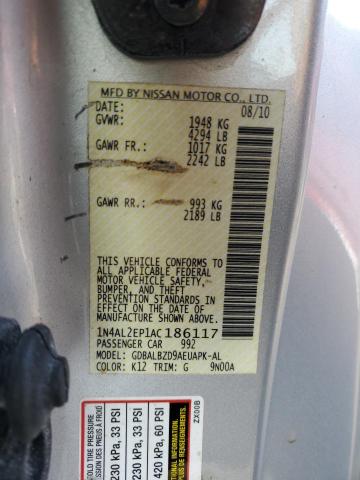 MFD BY NISSAN MOTOR CO., LTD.
DATE: 08/10
GVWR: 1948 KG
4294 LB
GAWR FR.: 1017 KG
2242 LB
GAWR RR.: 993 KG
2189 LB
THIS VEHICLE CONFORMS TO
ALL APPLICABLE FEDERAL
MOTOR VEHICLE SAFETY,
BUMPER, AND THEFT
PREVENTION STANDARDS
IN EFFECT ON THE DATE OF
MANUFACTURE SHOWN ABOVE.
1N4AL2EP1AC186117
PASSENGER CAR 992
MODEL: GDBALBZD9AEUAPK-AL
COLOR: K12 TRIM: G 9N00A
ZX00B
COLD TIRE PRESSURE
230 kPa, 33 PSI
230 kPa, 33 PSI
420 kPa, 60 PSI